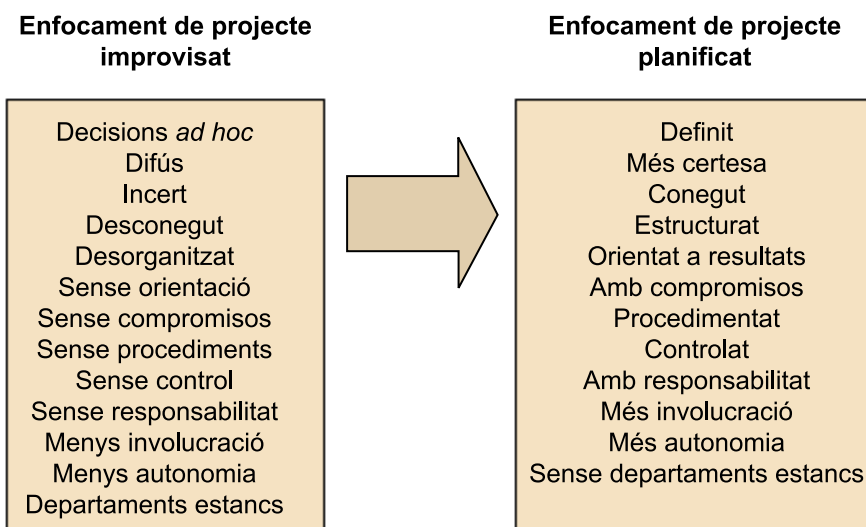 Enfocament de projecte
improvisat
Decisions ad hoc
Difús
Incert
Desconegut
Desorganitzat
Sense orientació
Sense compromisos
Sense procediments
Sense control
Sense responsabilitat
Menys involucració
Menys autonomia
Departaments estancs
Enfocament de projecte
planificat
Definit
Més certesa
Conegut
Estructurat
Orientat a resultats
Amb compromisos
Procedimentat
Controlat
Amb responsabilitat
Més involucració
Més autonomia
Sense departaments estancs